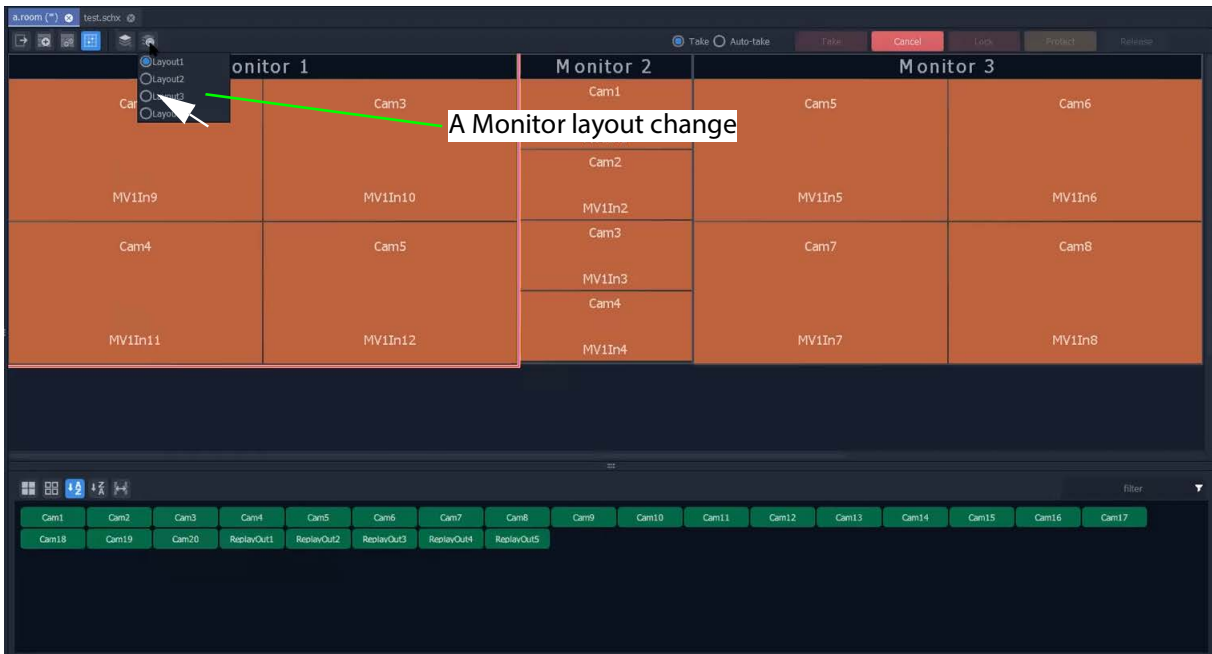 a.room (*) test.schx
Take Auto-take Take Cancel Lock Protect Release
Layout1
Layout2
Layout3
onitor 1 Monitor 2 Monitor 3
Cam3 Cam1 Cam5 Cam6
A Monitor layout change
Cam2
MV1In9 MV1In10 MV1In2 MV1In5 MV1In6
Cam4 Cam5 Cam3 Cam7 Cam8
MV1In3
Cam4
MV1In11 MV1In12 MV1In4 MV1In7 MV1In8
filter
Cam1 Cam2 Cam3 Cam4 Cam5 Cam6 Cam7 Cam8 Cam9 Cam10 Cam11 Cam12 Cam13 Cam14 Cam15 Cam16 Cam17
Cam18 Cam19 Cam20 ReplayOut1 ReplayOut2 ReplayOut3 ReplayOut4 ReplayOut5